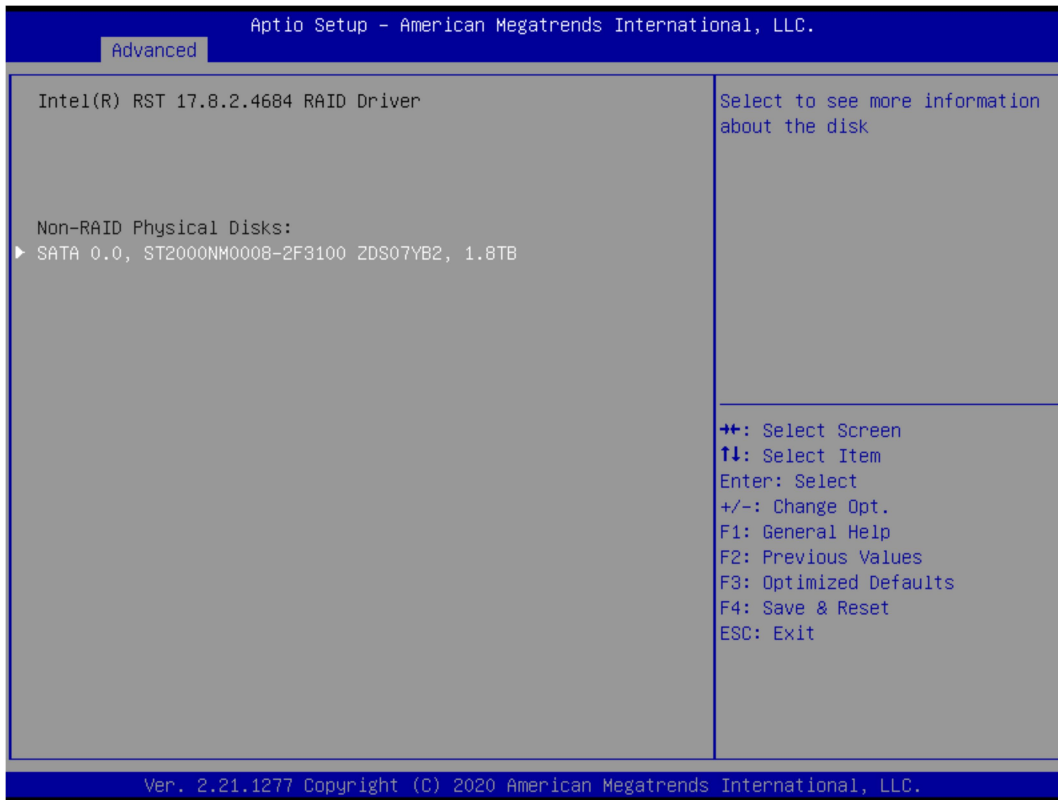 Aptio Setup – American Megatrends International, LLC.
Advanced
Intel(R) RST 17.8.2.4684 RAID Driver
Non-RAID Physical Disks:
▶ SATA 0.0, ST2000NM0008-2F3100 ZDS07YB2, 1.8TB
Select to see more information
about the disk
→←: Select Screen
↑↓: Select Item
Enter: Select
+/-: Change Opt.
F1: General Help
F2: Previous Values
F3: Optimized Defaults
F4: Save & Reset
ESC: Exit
Ver. 2.21.1277 Copyright (C) 2020 American Megatrends International, LLC.